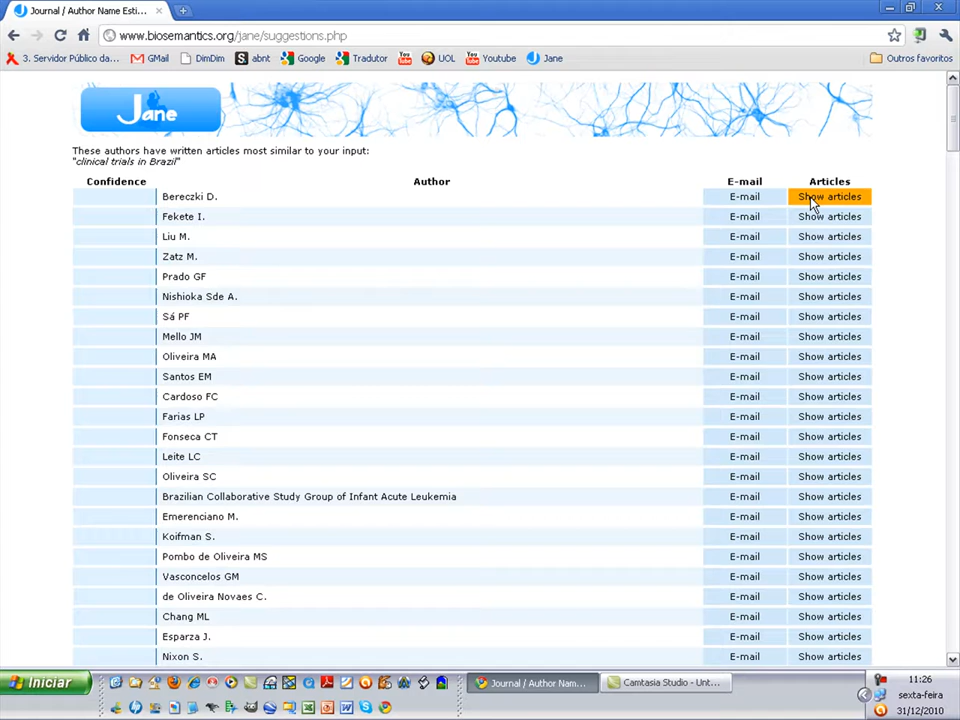 Journal / Author Name Esti...
www.biosemantics.org/jane/suggestions.php
3. Servidor Público da...
GMail
DimDim
abnt
Google
Tradutor
UOL
Youtube
Jane
Outros favoritos
Jane
These authors have written articles most similar to your input:
"clinical trials in Brazil"
Confidence Author E-mail Articles
Bereczki D. E-mail Show articles
Fekete I. E-mail Show articles
Liu M. E-mail Show articles
Zatz M. E-mail Show articles
Prado GF E-mail Show articles
Nishioka Sde A. E-mail Show articles
Sá PF E-mail Show articles
Mello JM E-mail Show articles
Oliveira MA E-mail Show articles
Santos EM E-mail Show articles
Cardoso FC E-mail Show articles
Farias LP E-mail Show articles
Fonseca CT E-mail Show articles
Leite LC E-mail Show articles
Oliveira SC E-mail Show articles
Brazilian Collaborative Study Group of Infant Acute Leukemia E-mail Show articles
Emerenciano M. E-mail Show articles
Koifman S. E-mail Show articles
Pombo de Oliveira MS E-mail Show articles
Vasconcelos GM E-mail Show articles
de Oliveira Novaes C. E-mail Show articles
Chang ML E-mail Show articles
Esparza J. E-mail Show articles
Nixon S. E-mail Show articles
Iniciar
Journal / Author Nam...
Camtasia Studio - Unt...
11:26
sexta-feira
31/12/2010